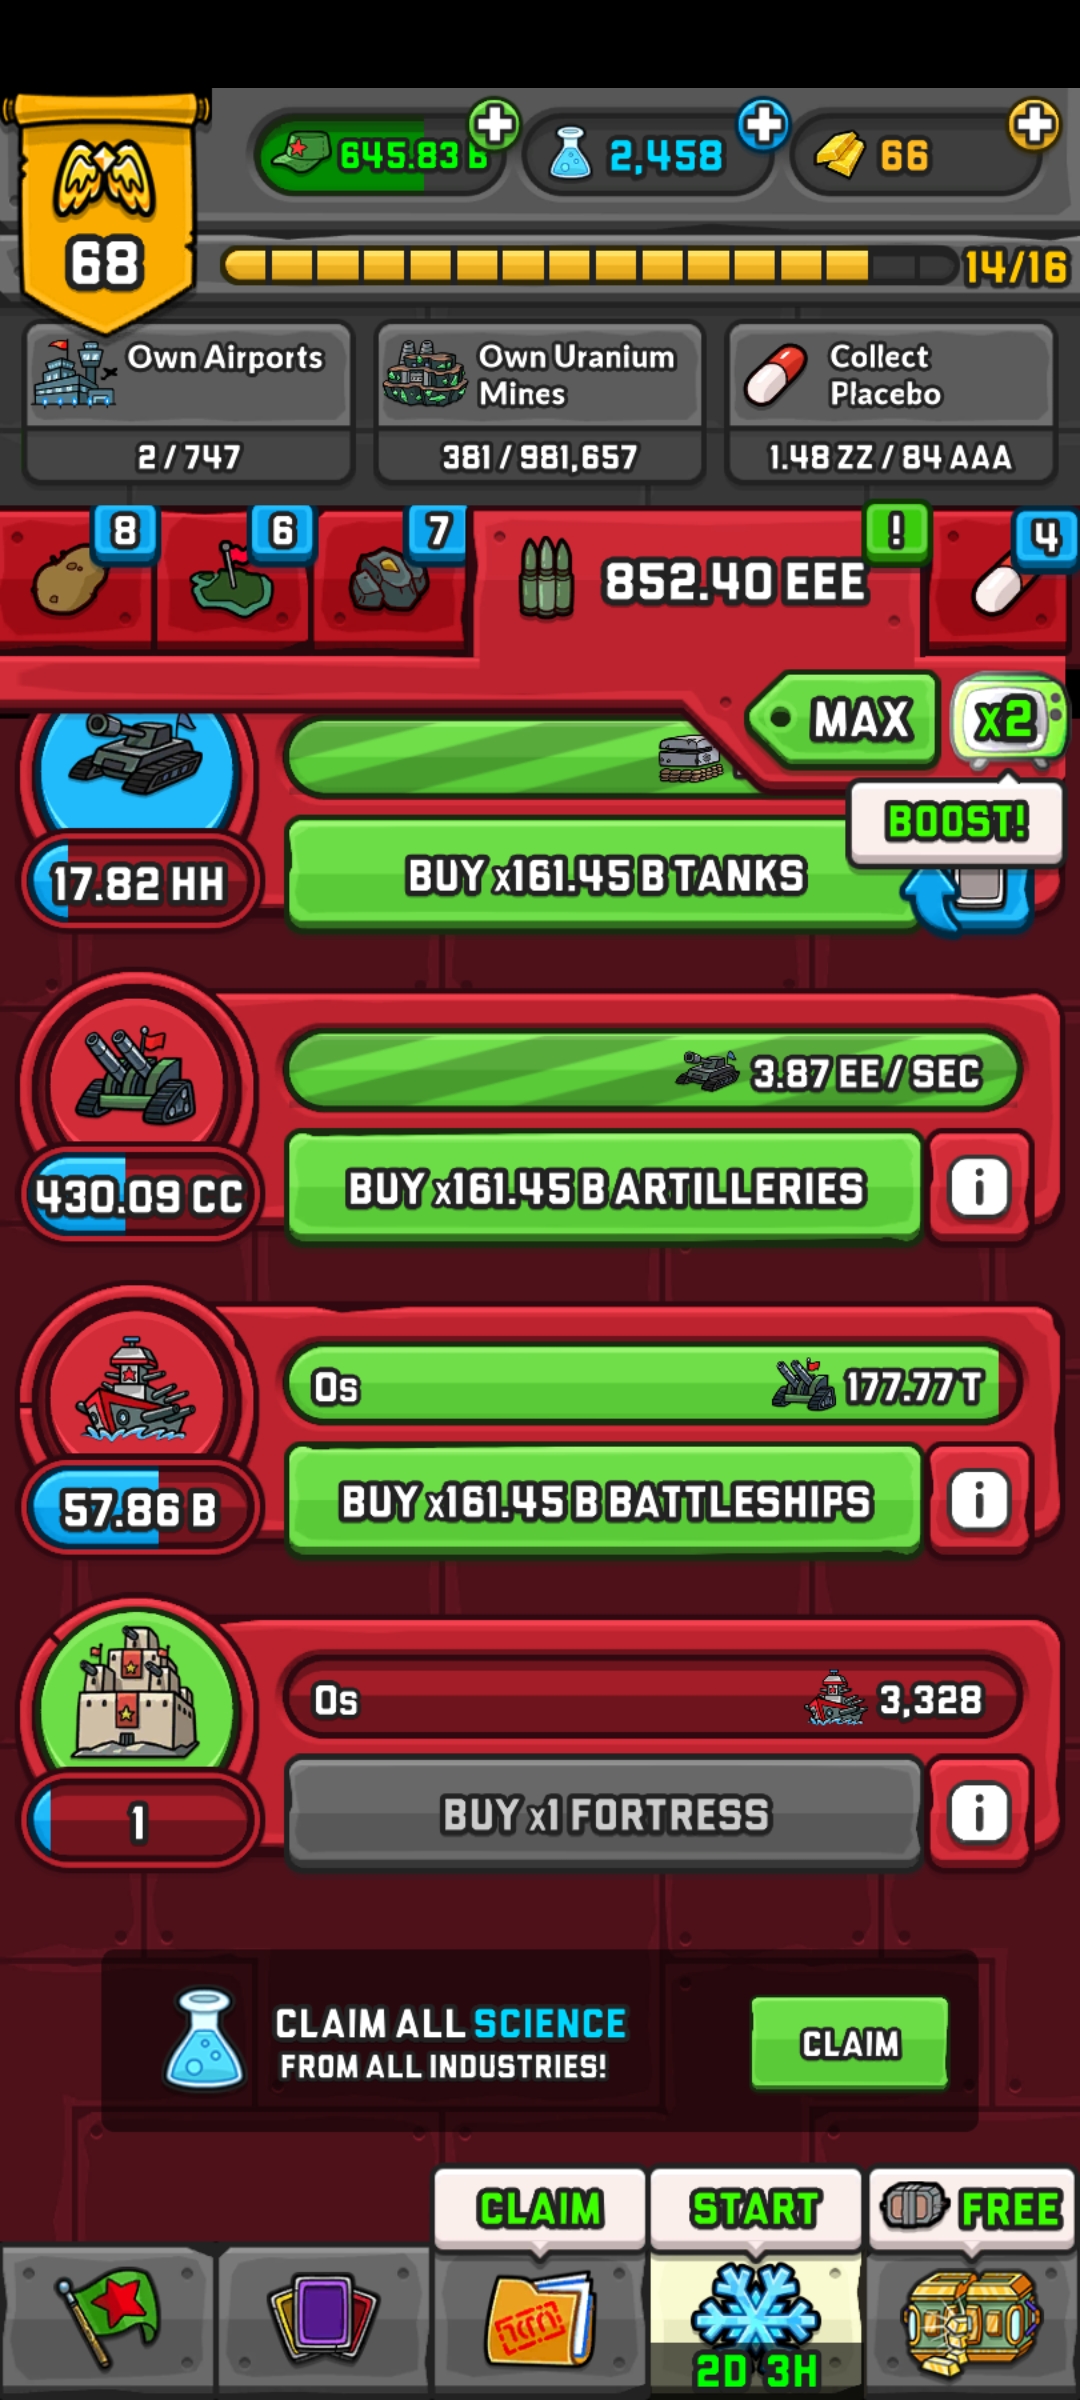 645.83 B
2,458
66
68
14/16
Own Airports
2 / 747
Own Uranium
Mines
381 / 981,657
Collect
Placebo
1.48 ZZ / 84 AAA
8
6
7
852.40 EEE
!
4
MAX
x2
BOOST!
17.82 HH
BUY x161.45 B TANKS
3.87 EE / SEC
430.09 CC
BUY x161.45 B ARTILLERIES
i
0s
177.77 T
57.86 B
BUY x161.45 B BATTLESHIPS
i
0s
3,328
1
BUY x1 FORTRESS
i
CLAIM ALL SCIENCE
FROM ALL INDUSTRIES!
CLAIM
CLAIM
START
FREE
2D 3H